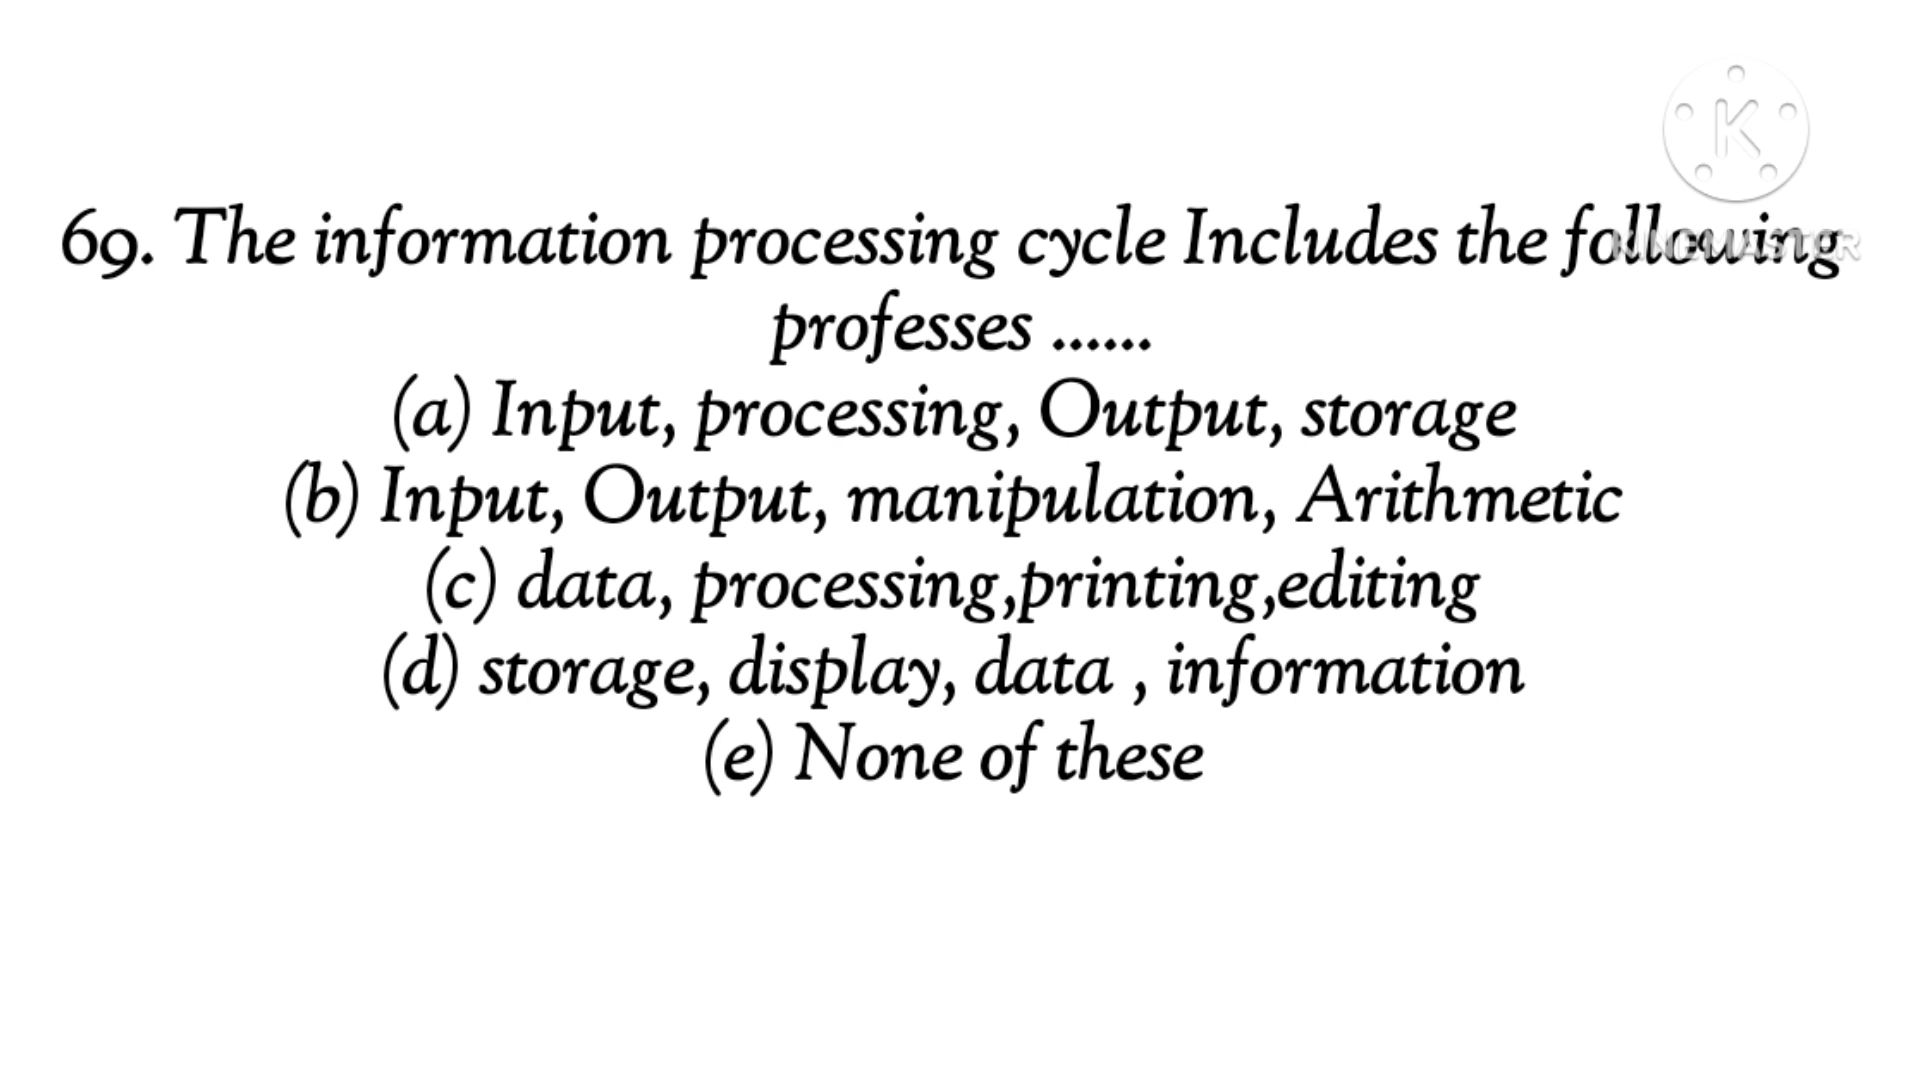 K
KINEMASTER
69. The information processing cycle Includes the following
professes ......
(a) Input, processing, Output, storage
(b) Input, Output, manipulation, Arithmetic
(c) data, processing,printing,editing
(d) storage, display, data , information
(e) None of these